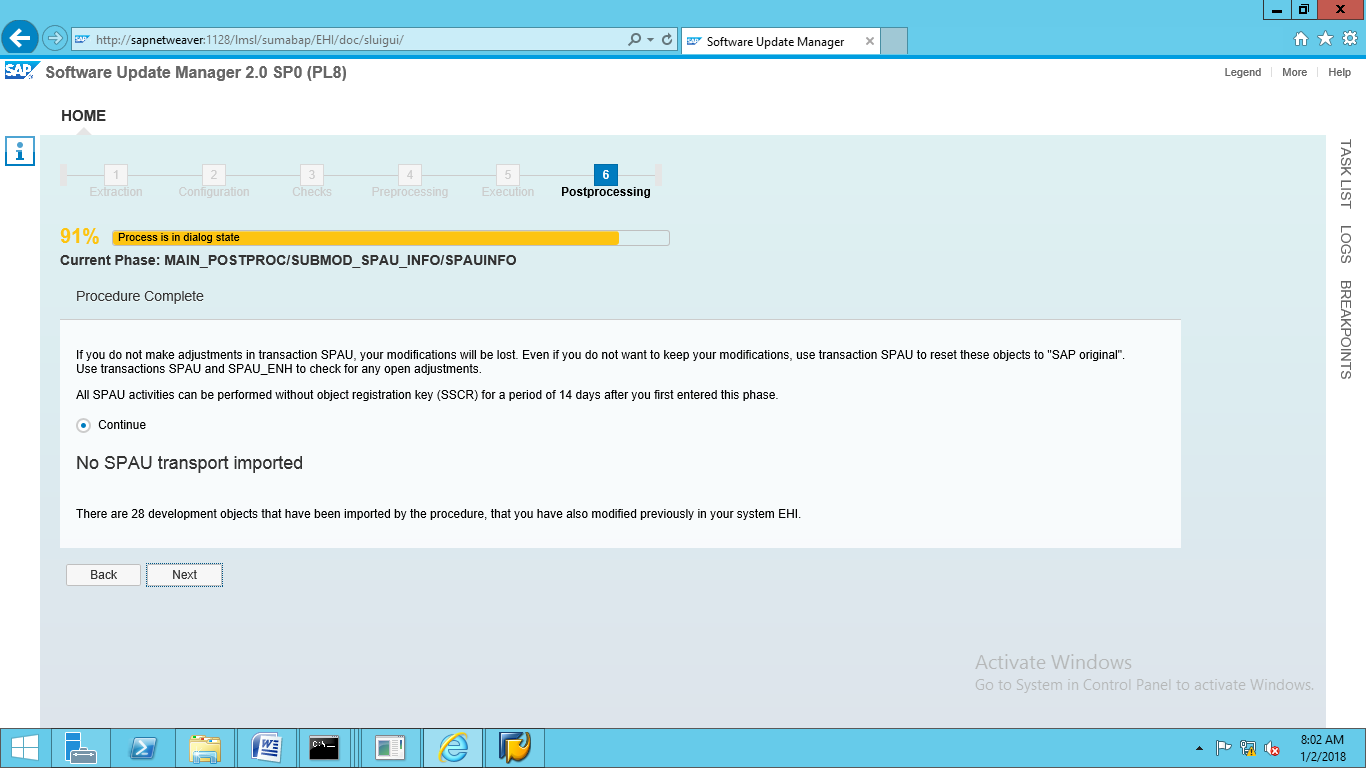 http://sapnetweaver:1128/lmsl/sumabap/EHI/doc/sluigui/
SAP Software Update Manager
SAP Software Update Manager 2.0 SP0 (PL8)
Legend More Help
HOME
i
1 2 3 4 5 6
Extraction Configuration Checks Preprocessing Execution Postprocessing
91% Process is in dialog state
Current Phase: MAIN_POSTPROC/SUBMOD_SPAU_INFO/SPAUINFO
Procedure Complete
If you do not make adjustments in transaction SPAU, your modifications will be lost. Even if you do not want to keep your modifications, use transaction SPAU to reset these objects to "SAP original".
Use transactions SPAU and SPAU_ENH to check for any open adjustments.
All SPAU activities can be performed without object registration key (SSCR) for a period of 14 days after you first entered this phase.
Continue
No SPAU transport imported
There are 28 development objects that have been imported by the procedure, that you have also modified previously in your system EHI.
Back Next
TASK LIST
LOGS
BREAKPOINTS
Activate Windows
Go to System in Control Panel to activate Windows.
8:02 AM
1/2/2018